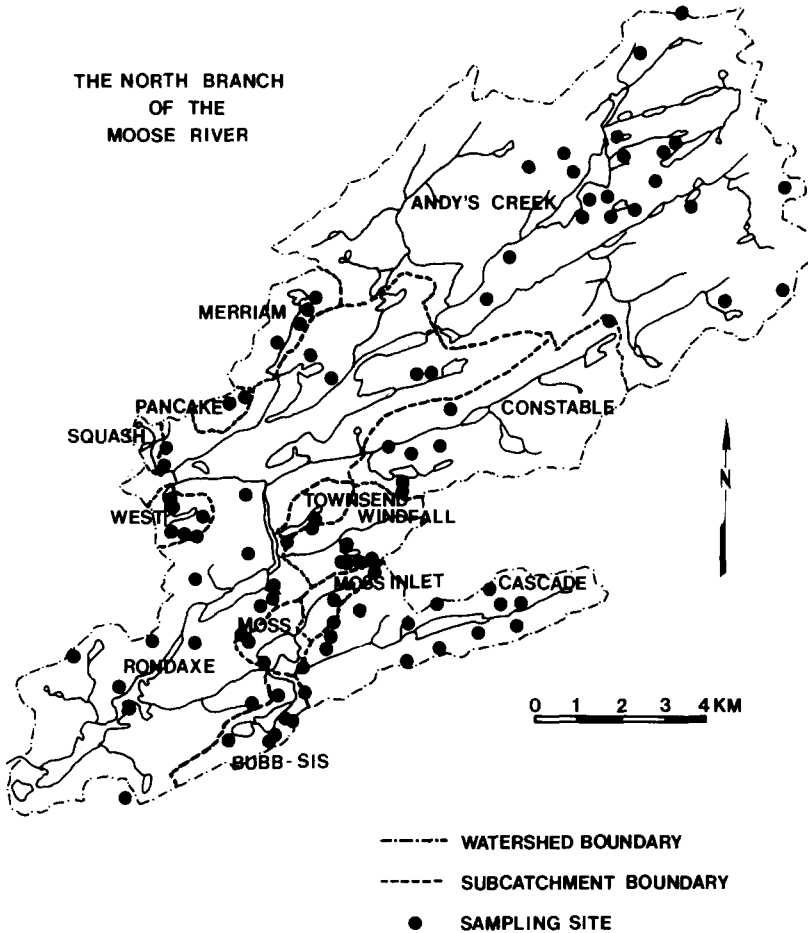 THE NORTH BRANCH
OF THE
MOOSE RIVER
ANDY'S CREEK
MERRIAM
PANCAKE
CONSTABLE
SQUASH
TOWNSEND
WEST
WINDFALL
MOSS INLET
CASCADE
MOSS
RONDAXE
N
0 1 2 3 4 KM
BUBB-SIS
WATERSHED BOUNDARY
SUBCATCHMENT BOUNDARY
SAMPLING SITE